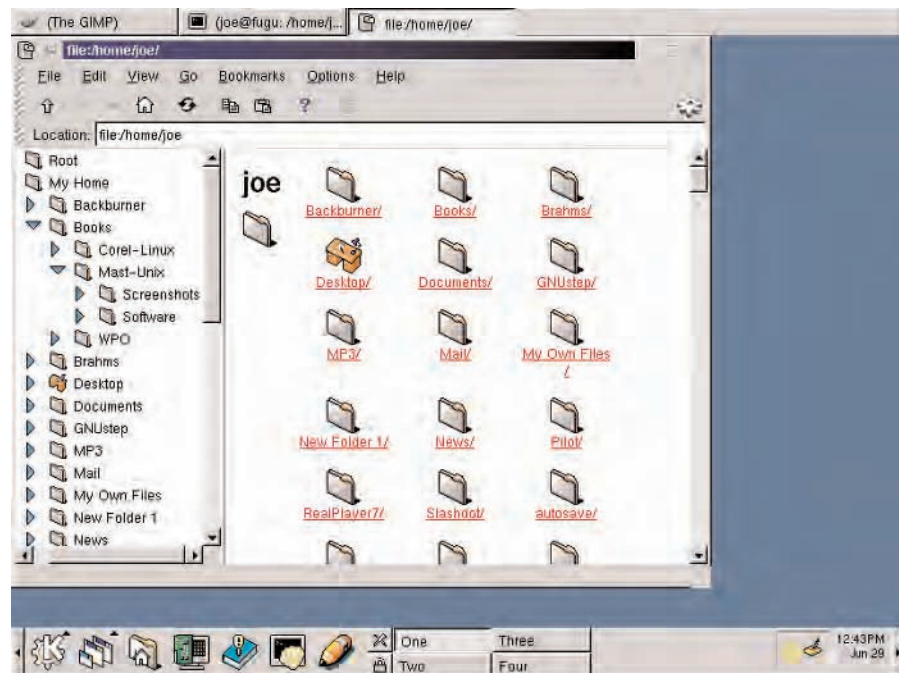 (The GIMP)
(joe@fugu: /home/j...
file:/home/joe/
file:/home/joe/
File Edit View Go Bookmarks Options Help
?
Location: file:/home/joe
Root
My Home
Backburner
Books
Corel-Linux
Mast-Unix
Screenshots
Software
WPO
Brahms
Desktop
Documents
GNUstep
MP3
Mail
My Own Files
New Folder 1
News
joe
Backburner/ Books/ Brahms/
Desktop/ Documents/ GNUstep/
MP3/ Mail/ My Own Files
/
New Folder 1/ News/ Pilot/
RealPlayer7/ Slashdot/ autosave/
K
One Three
Two Four
12:43PM
Jun 29